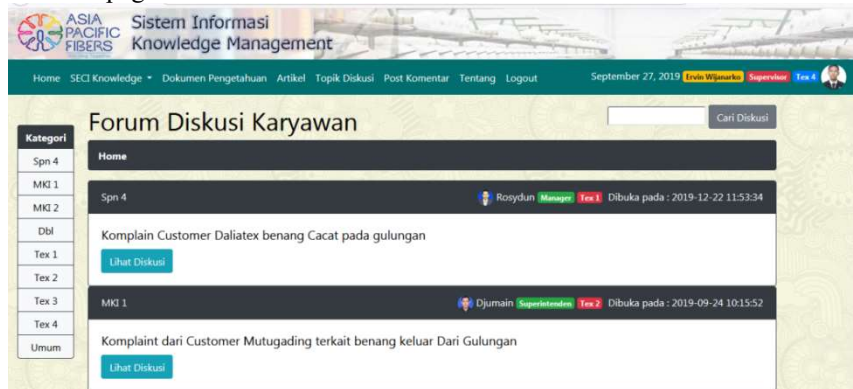 ASIA
PACIFIC
FIBERS
Sistem Informasi
Knowledge Management
Home SECI Knowledge Dokumen Pengetahuan Artikel Topik Diskusi Post Komentar Tentang Logout September 27, 2019 Ervin Wijanarko Supervisor Tex 4
Forum Diskusi Karyawan
Cari Diskusi
Kategori
Spn 4
MKI 1
MKI 2
Dbl
Tex 1
Tex 2
Tex 3
Tex 4
Umum
Home
Spn 4 Rosydun Manager Tex 1 Dibuka pada : 2019-12-22 11:53:34
Komplain Customer Daliatex benang Cacat pada gulungan
Lihat Diskusi
MKI 1 Djumain Superintenden Tex 2 Dibuka pada : 2019-09-24 10:15:52
Komplaint dari Customer Mutugading terkait benang keluar Dari Gulungan
Lihat Diskusi